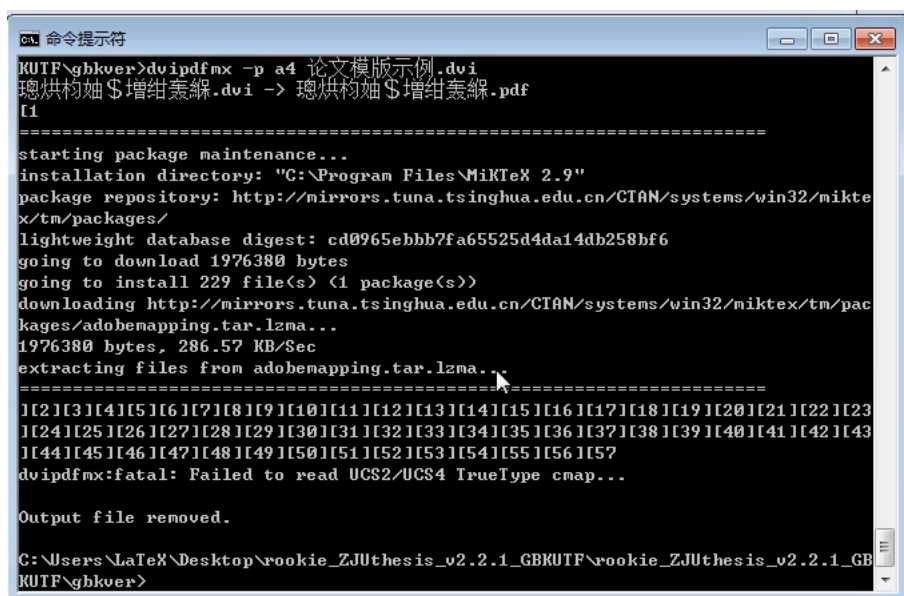 命令提示符
KUTF\gbkver>dvipdfmx -p a4 论文模版示例.dvi
璁烘枃妯＄増绀轰緥.dvi -> 璁烘枃妯＄増绀轰緥.pdf
[1
======================================================================
starting package maintenance...
installation directory: "C:\Program Files\MiKTeX 2.9"
package repository: http://mirrors.tuna.tsinghua.edu.cn/CTAN/systems/win32/mikte
x/tm/packages/
lightweight database digest: cd0965ebbb7fa65525d4da14db258bf6
going to download 1976380 bytes
going to install 229 file(s) (1 package(s))
downloading http://mirrors.tuna.tsinghua.edu.cn/CTAN/systems/win32/miktex/tm/pac
kages/adobemapping.tar.lzma...
1976380 bytes, 286.57 KB/Sec
extracting files from adobemapping.tar.lzma...
======================================================================
][2][3][4][5][6][7][8][9][10][11][12][13][14][15][16][17][18][19][20][21][22][23
][24][25][26][27][28][29][30][31][32][33][34][35][36][37][38][39][40][41][42][43
][44][45][46][47][48][49][50][51][52][53][54][55][56][57
dvipdfmx:fatal: Failed to read UCS2/UCS4 TrueType cmap...
Output file removed.
C:\Users\LaTeX\Desktop\rookie_ZJUthesis_v2.2.1_GBKUTF\rookie_ZJUthesis_v2.2.1_GB
KUTF\gbkver>